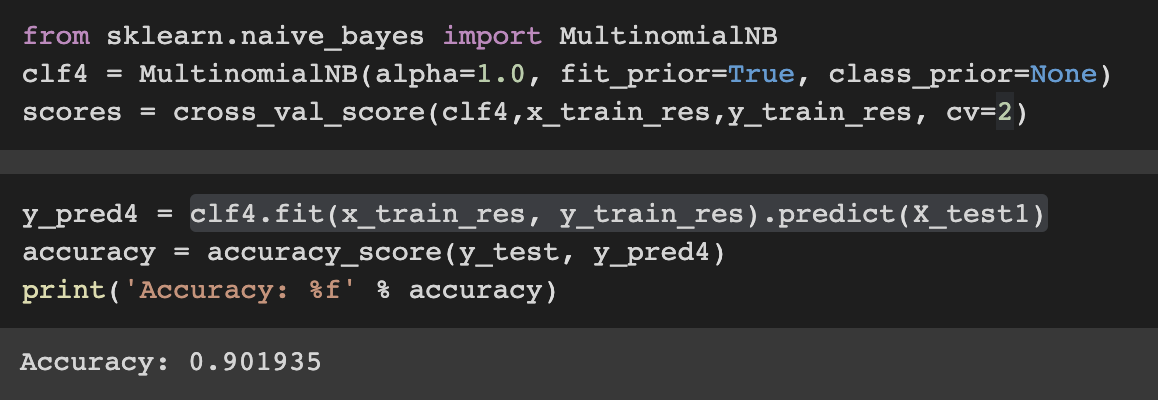 from sklearn.naive_bayes import MultinomialNB
clf4 = MultinomialNB(alpha=1.0, fit_prior=True, class_prior=None)
scores = cross_val_score(clf4,x_train_res,y_train_res, cv=2)
y_pred4 = clf4.fit(x_train_res, y_train_res).predict(X_test1)
accuracy = accuracy_score(y_test, y_pred4)
print('Accuracy: %f' % accuracy)
Accuracy: 0.901935